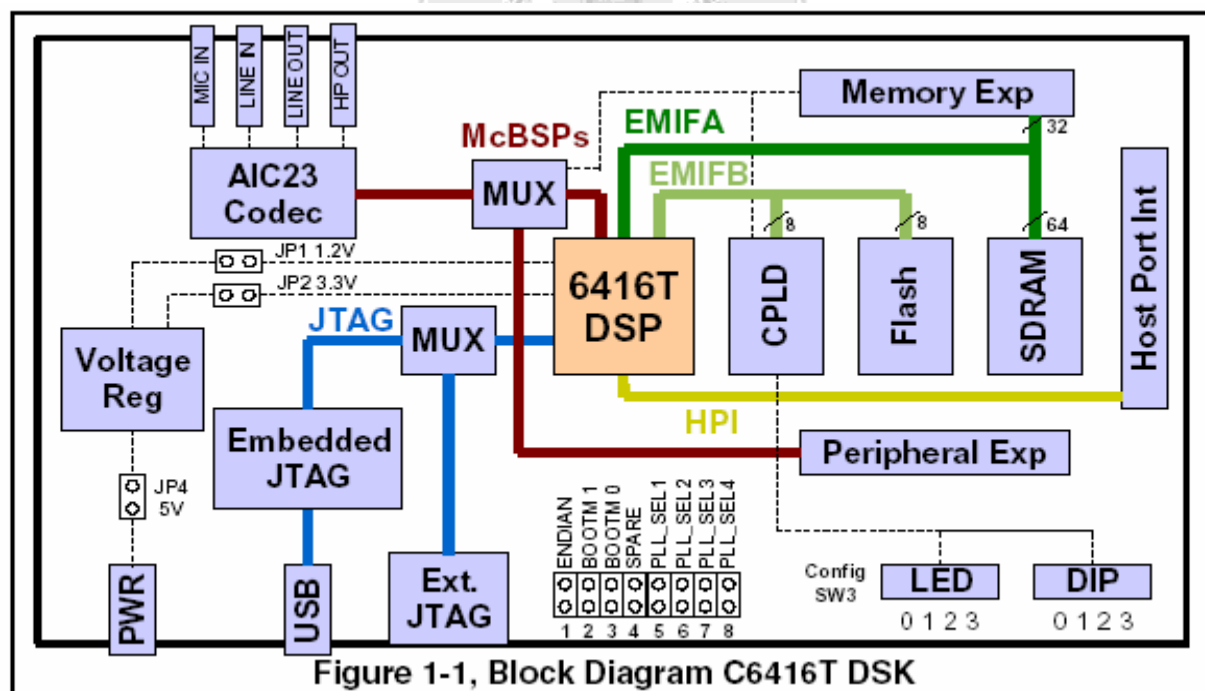 MIC IN
LINE IN
LINE OUT
HP OUT
Memory Exp
32
EMIFA
McBSPs
AIC23
Codec
MUX
EMIFB
8
8
64
Host Port Int
JP1 1.2V
JP2 3.3V
6416T
DSP
CPLD
Flash
SDRAM
JTAG
MUX
Voltage
Reg
HPI
Embedded
JTAG
Peripheral Exp
JP4
5V
ENDIAN
BOOTM 1
BOOTM 0
SPARE
PLL_SEL1
PLL_SEL2
PLL_SEL3
PLL_SEL4
1 2 3 4 5 6 7 8
PWR
USB
Ext.
JTAG
Config
SW3
LED
DIP
0 1 2 3
0 1 2 3
Figure 1-1, Block Diagram C6416T DSK